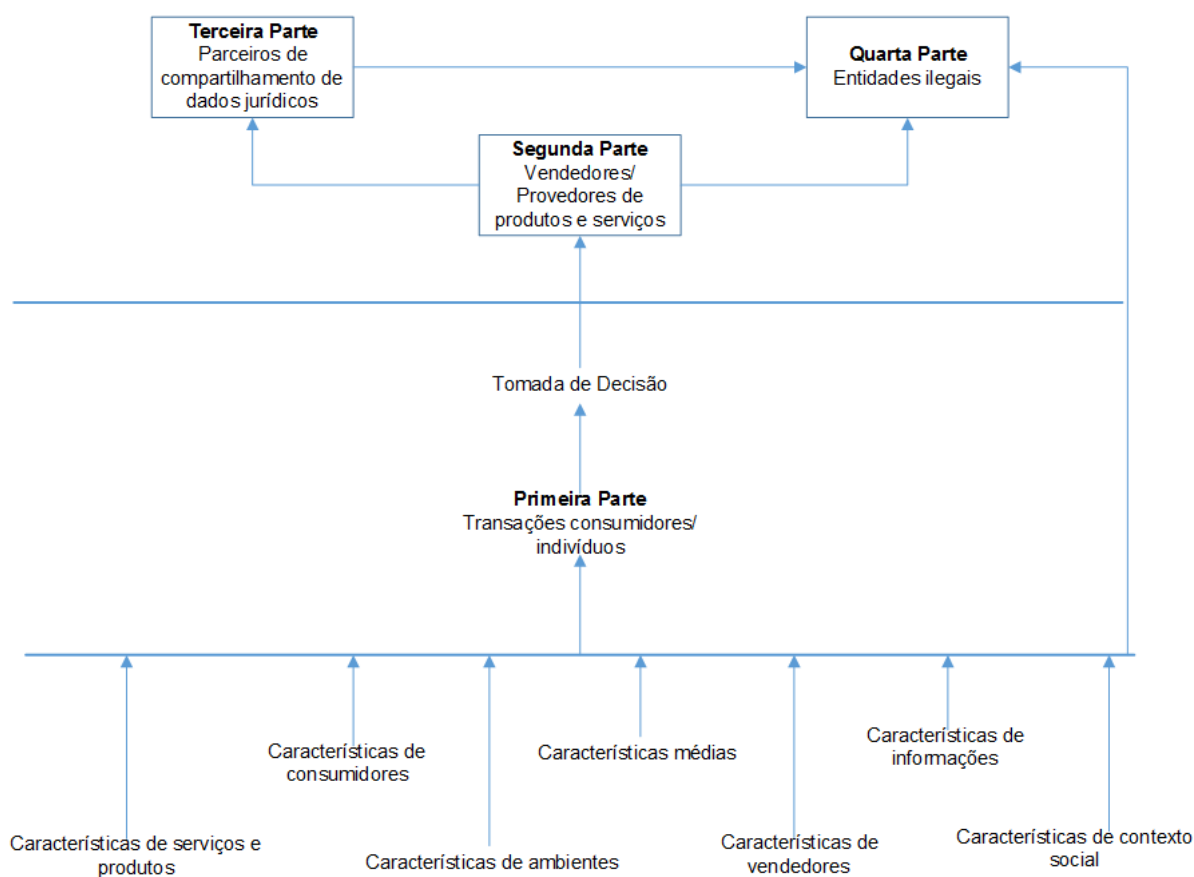 Terceira Parte
Parceiros de
compartilhamento de
dados jurídicos
Quarta Parte
Entidades ilegais
Segunda Parte
Vendedores/
Provedores de
produtos e serviços
Tomada de Decisão
Primeira Parte
Transações consumidores/
indivíduos
Características de
consumidores
Características médias
Características de
informações
Características de serviços e
produtos
Características de ambientes
Características de
vendedores
Características de contexto
social